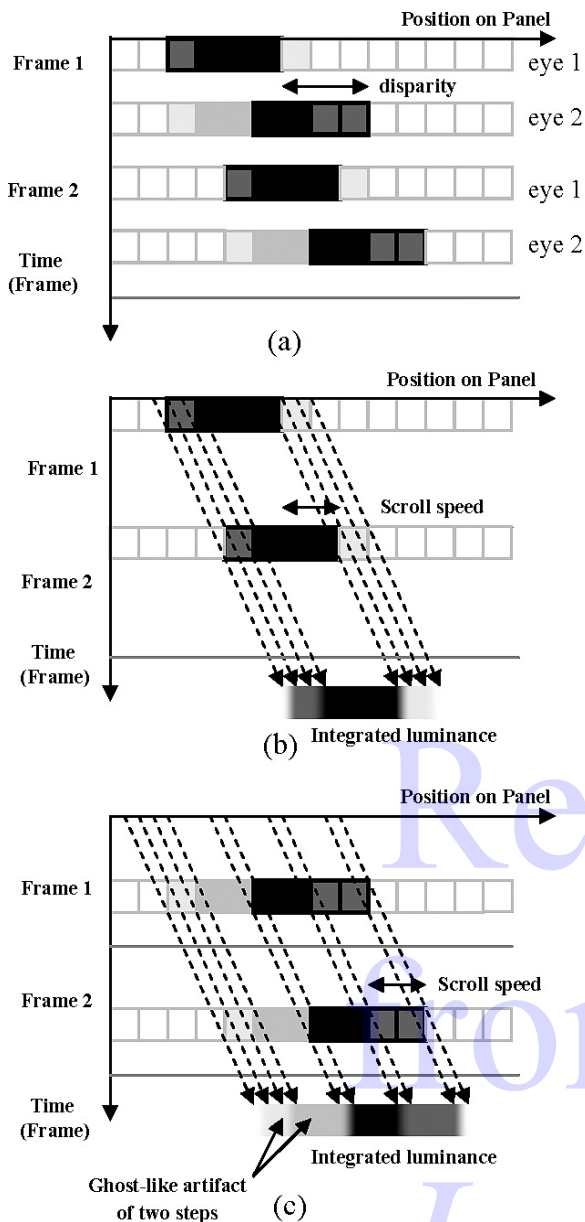 Position on Panel
Frame 1
eye 1
disparity
eye 2
Frame 2
eye 1
Time
(Frame)
eye 2
(a)
Position on Panel
Frame 1
Scroll speed
Frame 2
Time
(Frame)
Integrated luminance
(b)
Position on Panel
Re
Frame 1
Frame 2
Scroll speed
from
Time
(Frame)
Integrated luminance
Ghost-like artifact
of two steps
(c)